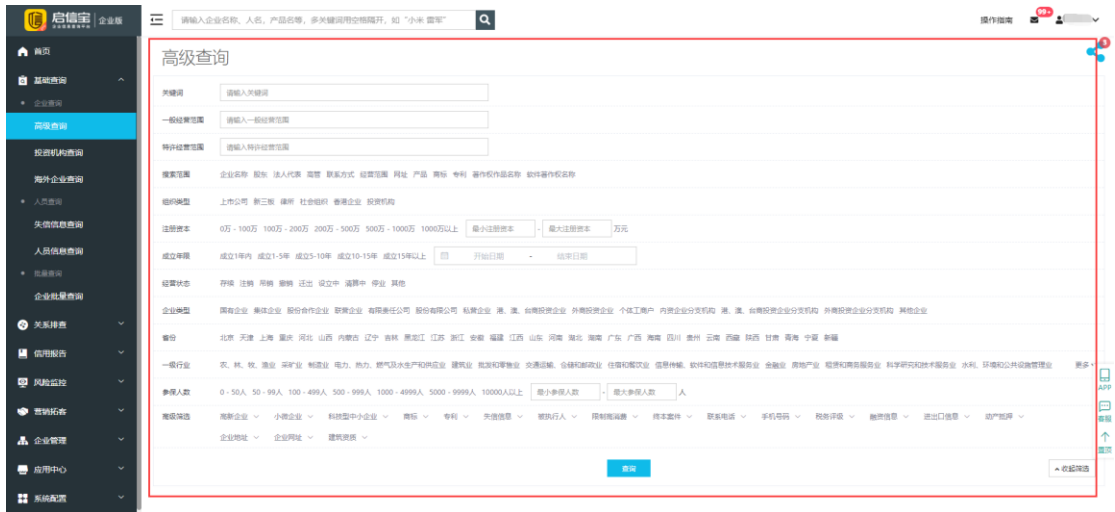 启信宝 企业版
请输入企业名称、人名、产品名等，多关键词用空格隔开，如 “小米 雷军”
操作指南
99+
首页
基础查询
企业查询
高级查询
投资机构查询
海外企业查询
人员查询
失信信息查询
人员信息查询
批量查询
企业批量查询
关系排查
信用报告
风险监控
营销拓客
企业管理
应用中心
系统配置
高级查询
关键词 请输入关键词
一般经营范围 请输入一般经营范围
特许经营范围 请输入特许经营范围
搜索范围 企业名称 股东 法人代表 高管 联系方式 经营范围 网址 产品 商标 专利 著作权作品名称 软件著作权名称
组织类型 上市公司 新三板 律所 社会组织 香港企业 投资机构
注册资本 0万 - 100万 100万 - 200万 200万 - 500万 500万 - 1000万 1000万以上 最小注册资本 - 最大注册资本 万元
成立年限 成立1年内 成立1-5年 成立5-10年 成立10-15年 成立15年以上 开始日期 - 结束日期
经营状态 存续 注销 吊销 撤销 迁出 设立中 清算中 停业 其他
企业类型 国有企业 集体企业 股份合作企业 联营企业 有限责任公司 股份有限公司 私营企业 港、澳、台商投资企业 外商投资企业 个体工商户 内资企业分支机构 港、澳、台商投资企业分支机构 外商投资企业分支机构 其他企业
省份 北京 天津 上海 重庆 河北 山西 内蒙古 辽宁 吉林 黑龙江 江苏 浙江 安徽 福建 江西 山东 河南 湖北 湖南 广东 广西 海南 四川 贵州 云南 西藏 陕西 甘肃 青海 宁夏 新疆
一级行业 农、林、牧、渔业 采矿业 制造业 电力、热力、燃气及水生产和供应业 建筑业 批发和零售业 交通运输、仓储和邮政业 住宿和餐饮业 信息传输、软件和信息技术服务业 金融业 房地产业 租赁和商务服务业 科学研究和技术服务业 水利、环境和公共设施管理业 更多
参保人数 0 - 50人 50 - 99人 100 - 499人 500 - 999人 1000 - 4999人 5000 - 9999人 10000人以上 最小参保人数 - 最大参保人数 人
高级筛选 高新企业 小微企业 科技型中小企业 商标 专利 失信信息 被执行人 限制高消费 终本案件 联系电话 手机号码 税务评级 融资信息 进出口信息 动产抵押
企业地址 企业网址 建筑资质
查询
收起筛选
APP
客服
置顶